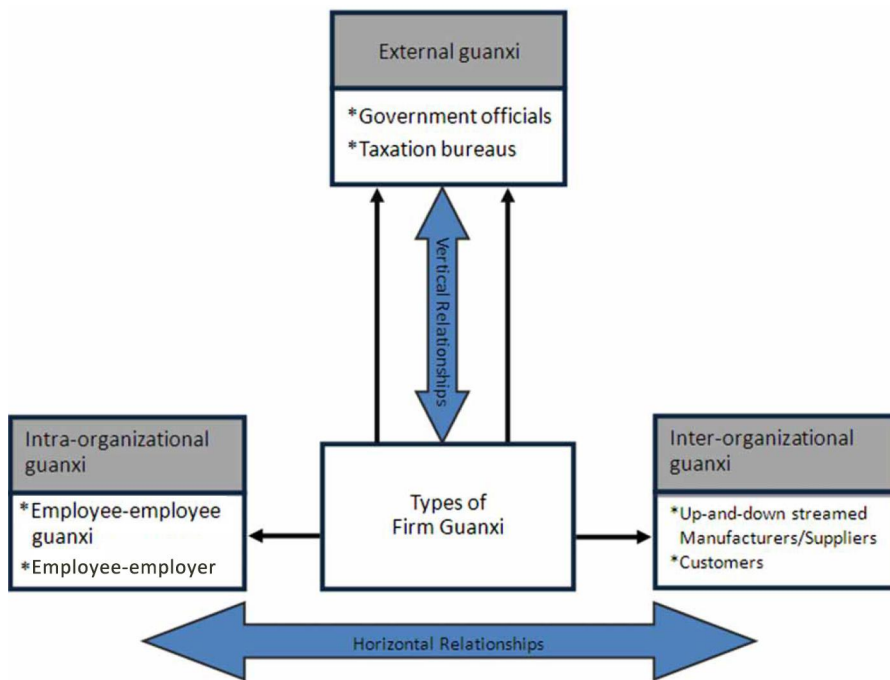 External guanxi
*Government officials
*Taxation bureaus
Vertical Relationships
Intra-organizational
guanxi
*Employee-employee
guanxi
*Employee-employer
Types of
Firm Guanxi
Inter-organizational
guanxi
*Up-and-down streamed
Manufacturers/Suppliers
*Customers
Horizontal Relationships